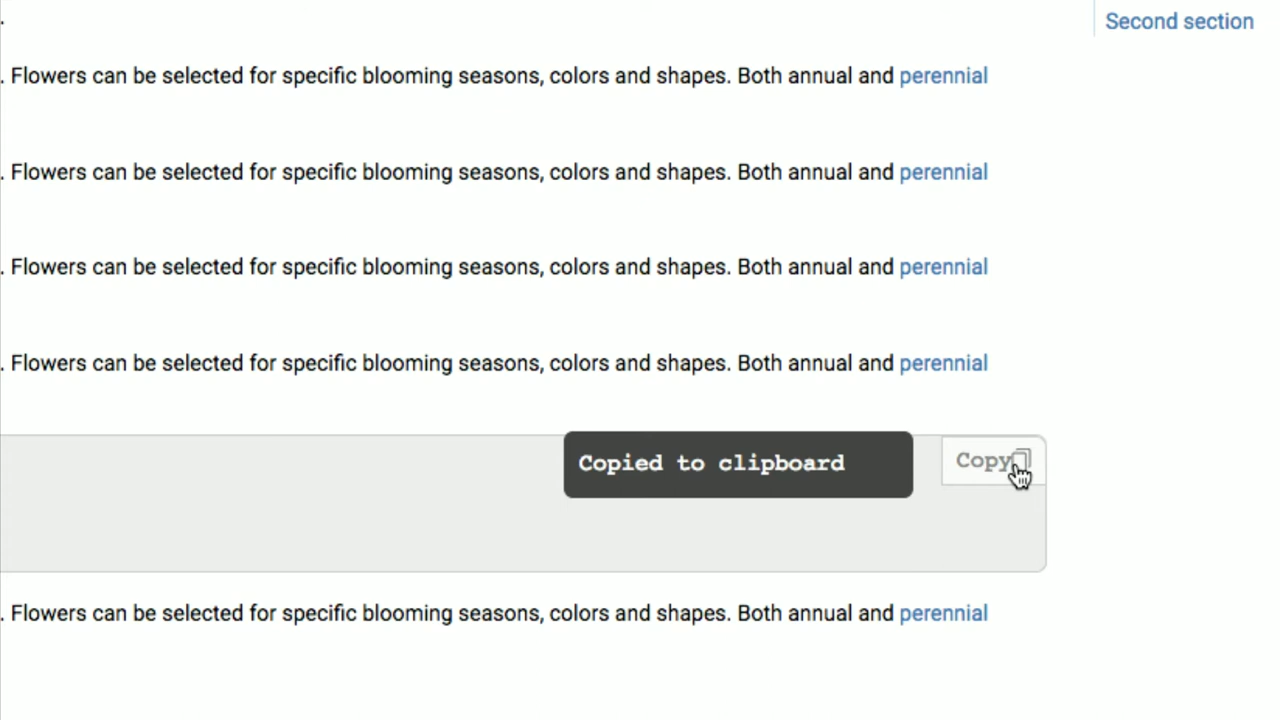 .
Second section
. Flowers can be selected for specific blooming seasons, colors and shapes. Both annual and perennial
. Flowers can be selected for specific blooming seasons, colors and shapes. Both annual and perennial
. Flowers can be selected for specific blooming seasons, colors and shapes. Both annual and perennial
. Flowers can be selected for specific blooming seasons, colors and shapes. Both annual and perennial
Copied to clipboard
Copy
. Flowers can be selected for specific blooming seasons, colors and shapes. Both annual and perennial